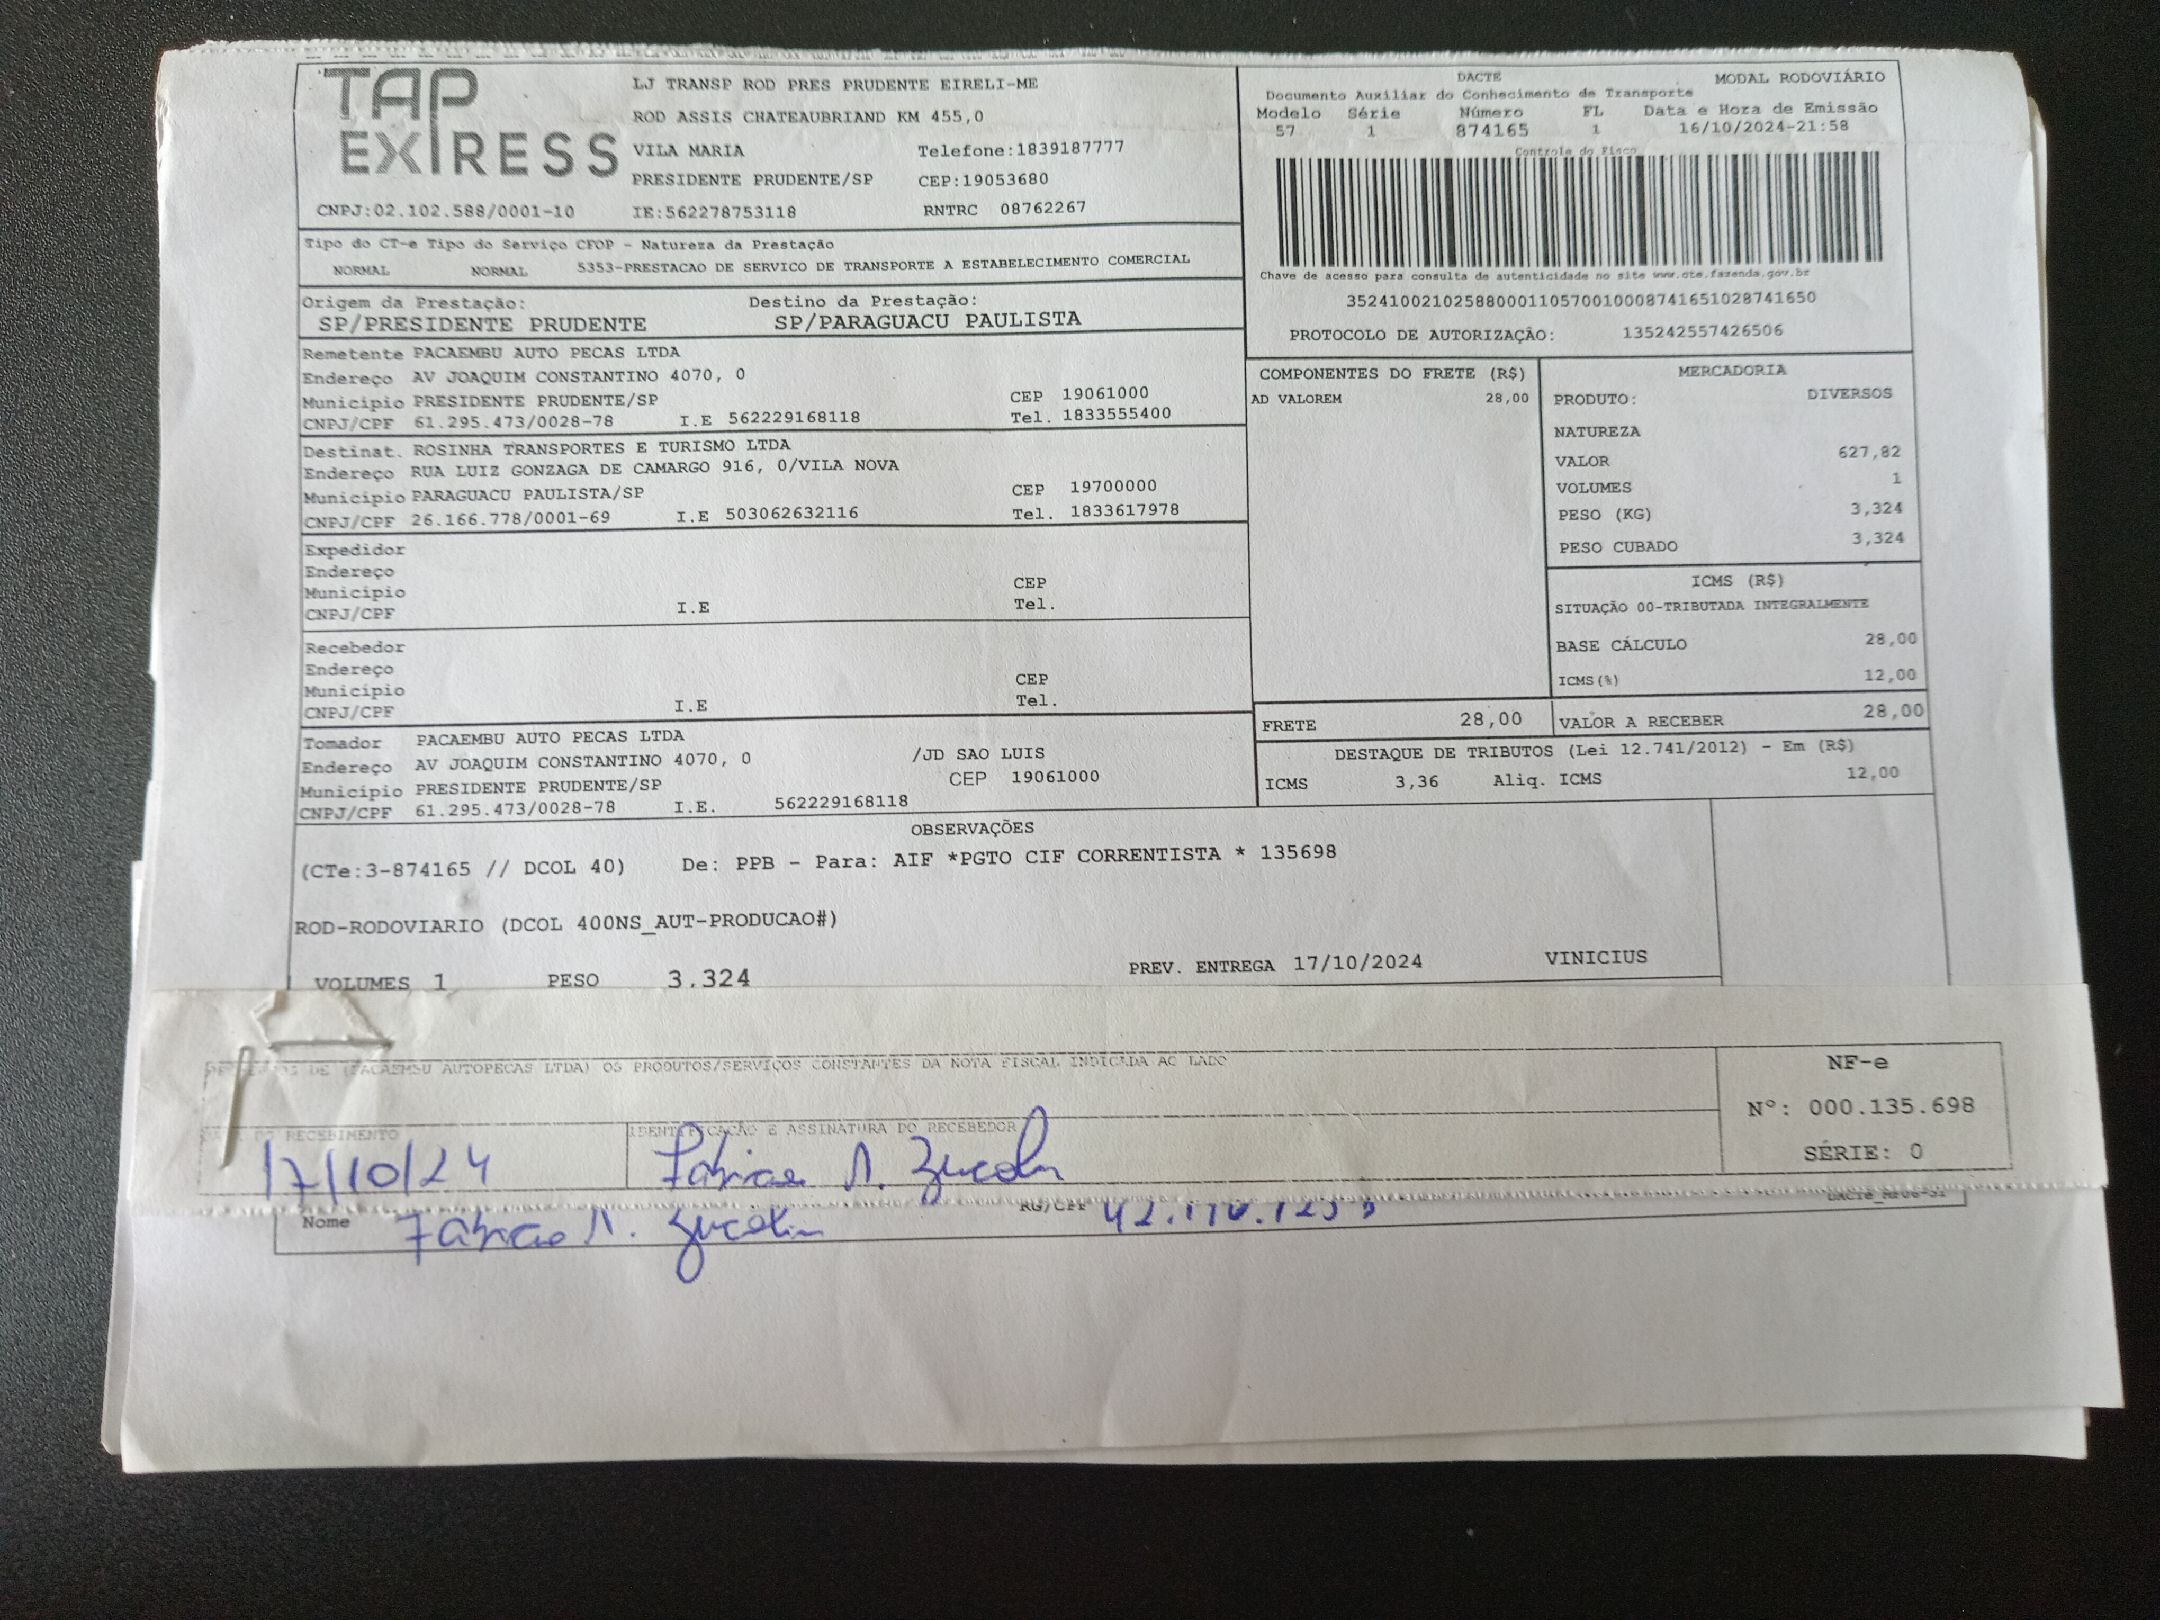 TAP
EXPRESS
LJ TRANSP ROD PRES PRUDENTE EIRELI-ME
ROD ASSIS CHATEAUBRIAND KM 455,0
VILA MARIA Telefone:1839187777
PRESIDENTE PRUDENTE/SP CEP:19053680
CNPJ:02.102.588/0001-10 IE:562278753118 RNTRC 08762267
DACTE MODAL RODOVIÁRIO
Documento Auxiliar do Conhecimento de Transporte
Modelo Série Número FL Data e Hora de Emissão
57 1 874165 1 16/10/2024-21:58
Controle do Fisco
Chave de acesso para consulta de autenticidade no site www.cte.fazenda.gov.br
35241002102588000110570010008741651028741650
PROTOCOLO DE AUTORIZAÇÃO: 135242557426506
Tipo do CT-e Tipo do Serviço CFOP - Natureza da Prestação
NORMAL NORMAL 5353-PRESTACAO DE SERVICO DE TRANSPORTE A ESTABELECIMENTO COMERCIAL
Origem da Prestação: Destino da Prestação:
SP/PRESIDENTE PRUDENTE SP/PARAGUACU PAULISTA
Remetente PACAEMBU AUTO PECAS LTDA
Endereço AV JOAQUIM CONSTANTINO 4070, 0
Município PRESIDENTE PRUDENTE/SP CEP 19061000
CNPJ/CPF 61.295.473/0028-78 I.E 562229168118 Tel. 1833555400
Destinat. ROSINHA TRANSPORTES E TURISMO LTDA
Endereço RUA LUIZ GONZAGA DE CAMARGO 916, 0/VILA NOVA
Município PARAGUACU PAULISTA/SP CEP 19700000
CNPJ/CPF 26.166.778/0001-69 I.E 503062632116 Tel. 1833617978
Expedidor
Endereço
Município CEP
CNPJ/CPF I.E Tel.
Recebedor
Endereço
Município CEP
CNPJ/CPF I.E Tel.
Tomador PACAEMBU AUTO PECAS LTDA
Endereço AV JOAQUIM CONSTANTINO 4070, 0 /JD SAO LUIS
Município PRESIDENTE PRUDENTE/SP CEP 19061000
CNPJ/CPF 61.295.473/0028-78 I.E. 562229168118
COMPONENTES DO FRETE (R$)
AD VALOREM 28,00
MERCADORIA
PRODUTO: DIVERSOS
NATUREZA
VALOR 627,82
VOLUMES 1
PESO (KG) 3,324
PESO CUBADO 3,324
ICMS (R$)
SITUAÇÃO 00-TRIBUTADA INTEGRALMENTE
BASE CÁLCULO 28,00
ICMS(%) 12,00
FRETE 28,00 VALOR A RECEBER 28,00
DESTAQUE DE TRIBUTOS (Lei 12.741/2012) - Em (R$)
ICMS 3,36 Aliq. ICMS 12,00
OBSERVAÇÕES
(CTe:3-874165 // DCOL 40) De: PPB - Para: AIF *PGTO CIF CORRENTISTA * 135698
ROD-RODOVIARIO (DCOL 400NS_AUT-PRODUCAO#)
VOLUMES 1 PESO 3.324 PREV. ENTREGA 17/10/2024 VINICIUS
DE (PACAEMBU AUTOPECAS LTDA) OS PRODUTOS/SERVIÇOS CONSTANTES DA NOTA FISCAL INDICADA AO LADO
NF-e
Nº: 000.135.698
SÉRIE: 0
RECEBIMENTO IDENTIFICAÇÃO E ASSINATURA DO RECEBEDOR
17/10/24
Nome RG/CPF